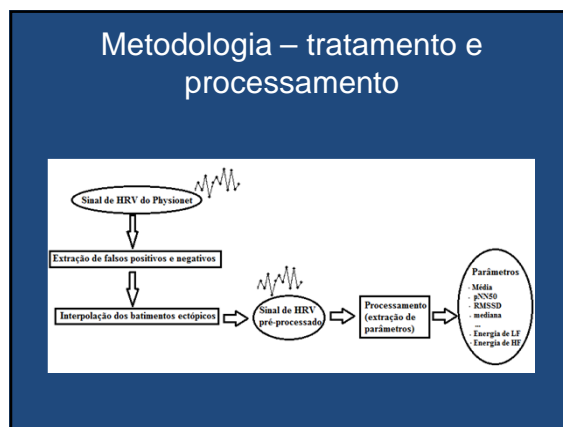 Metodologia – tratamento e
processamento
Sinal de HRV do Physionet
Extração de falsos positivos e negativos
Interpolação dos batimentos ectópicos
Sinal de HRV
pré-processado
Processamento
(extração de
parâmetros)
Parâmetros
- Média
- pNN50
- RMSSD
- mediana
...
- Energia de LF
- Energia de HF